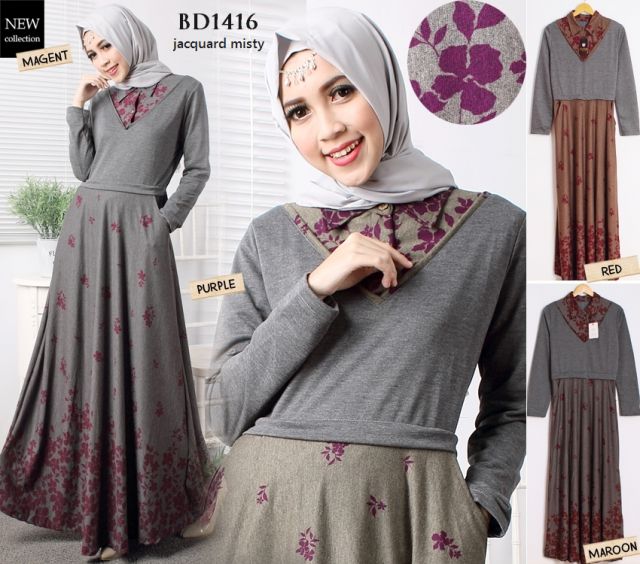 NEW
collection
MAGENT
BD1416
jacquard misty
PURPLE
RED
MAROON